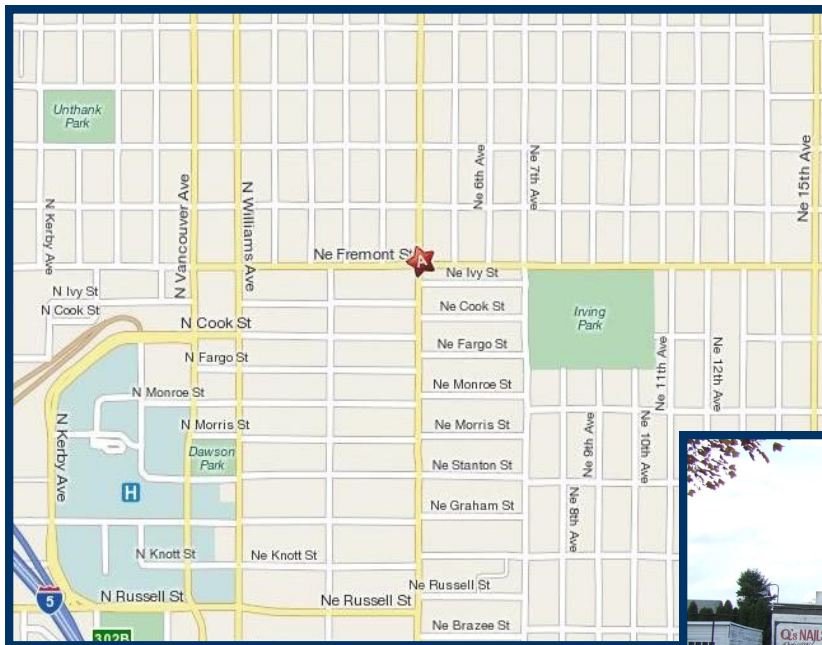 Unthank
Park
Ne 6th Ave
Ne 7th Ave
Ne 15th Ave
N Kerby Ave
N Vancouver Ave
N Williams Ave
Ne Fremont St
A
Ne Ivy St
N Ivy St
N Cook St
N Cook St
Ne Cook St
Irving
Park
N Fargo St
Ne Fargo St
Ne 11th Ave
Ne 12th Ave
N Monroe St
Ne Monroe St
N Kerby Ave
N Morris St
Ne Morris St
Ne 9th Ave
Ne 10th Ave
Dawson
Park
Ne Stanton St
H
Ne Graham St
Ne 8th Ave
N Knott St
Ne Knott St
Ne Russell St
5
N Russell St
Ne Russell St
Ne Brazee St
302B
Q's NAILS